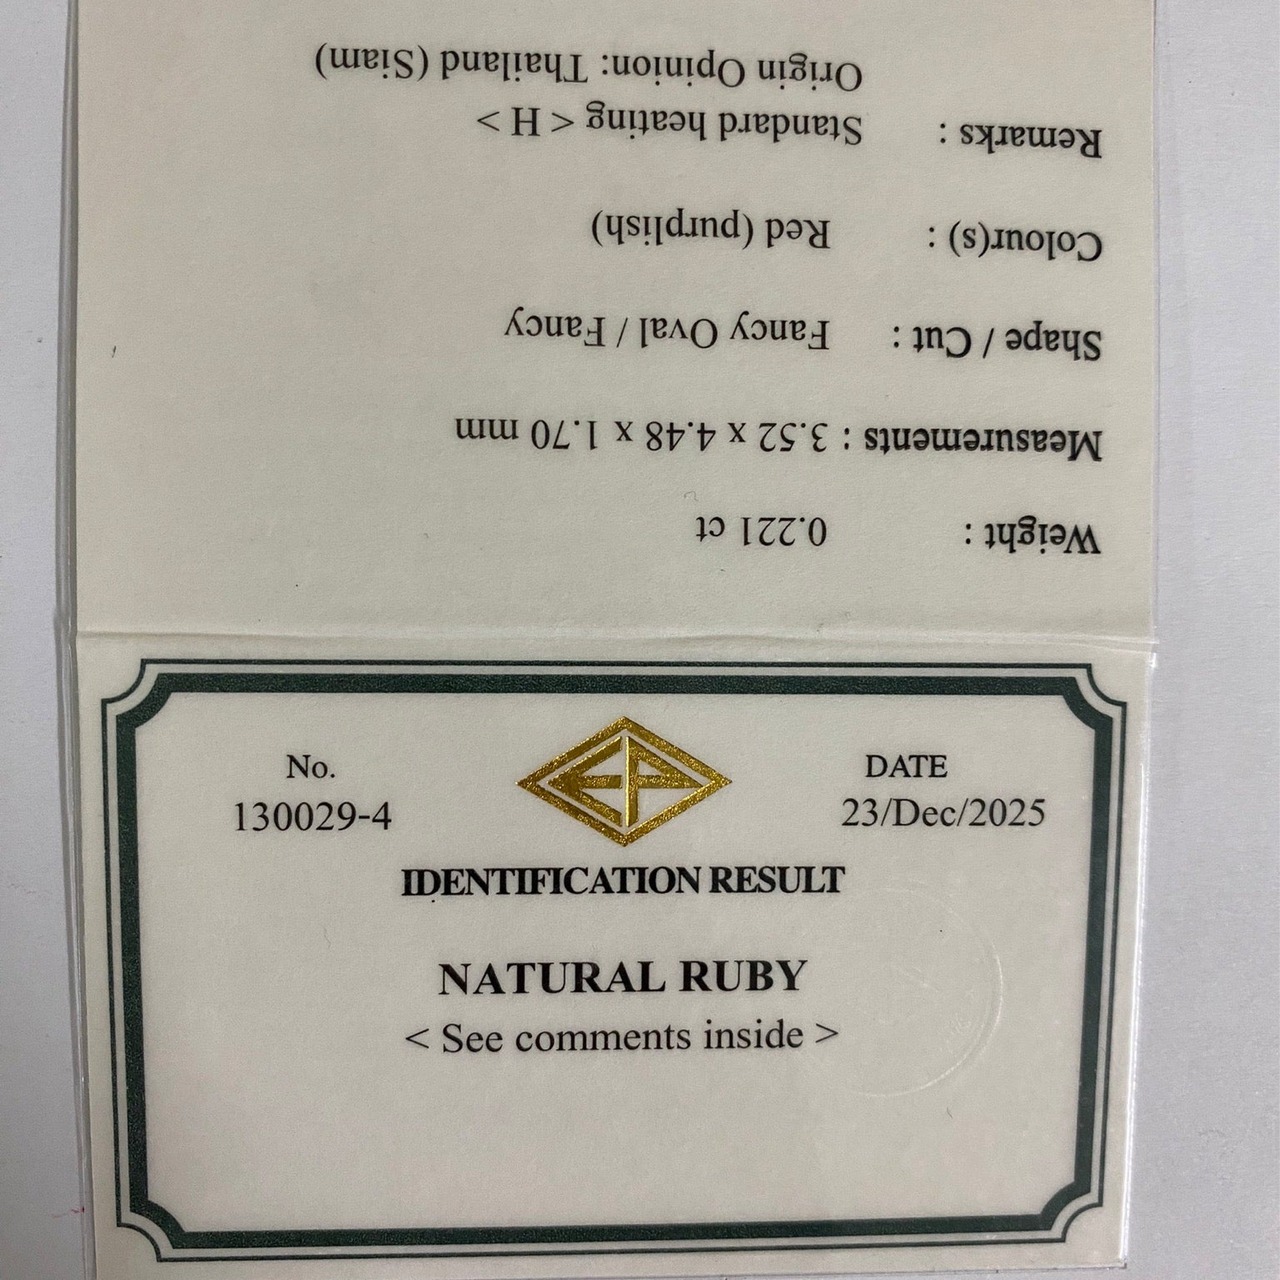 Weight : 0.221 ct
Measurements : 3.52 x 4.48 x 1.70 mm
Shape / Cut : Fancy Oval / Fancy
Colour(s) : Red (purplish)
Remarks : Standard heating < H >
Origin Opinion: Thailand (Siam)
No.
130029-4
DATE
23/Dec/2025
IDENTIFICATION RESULT
NATURAL RUBY
< See comments inside >